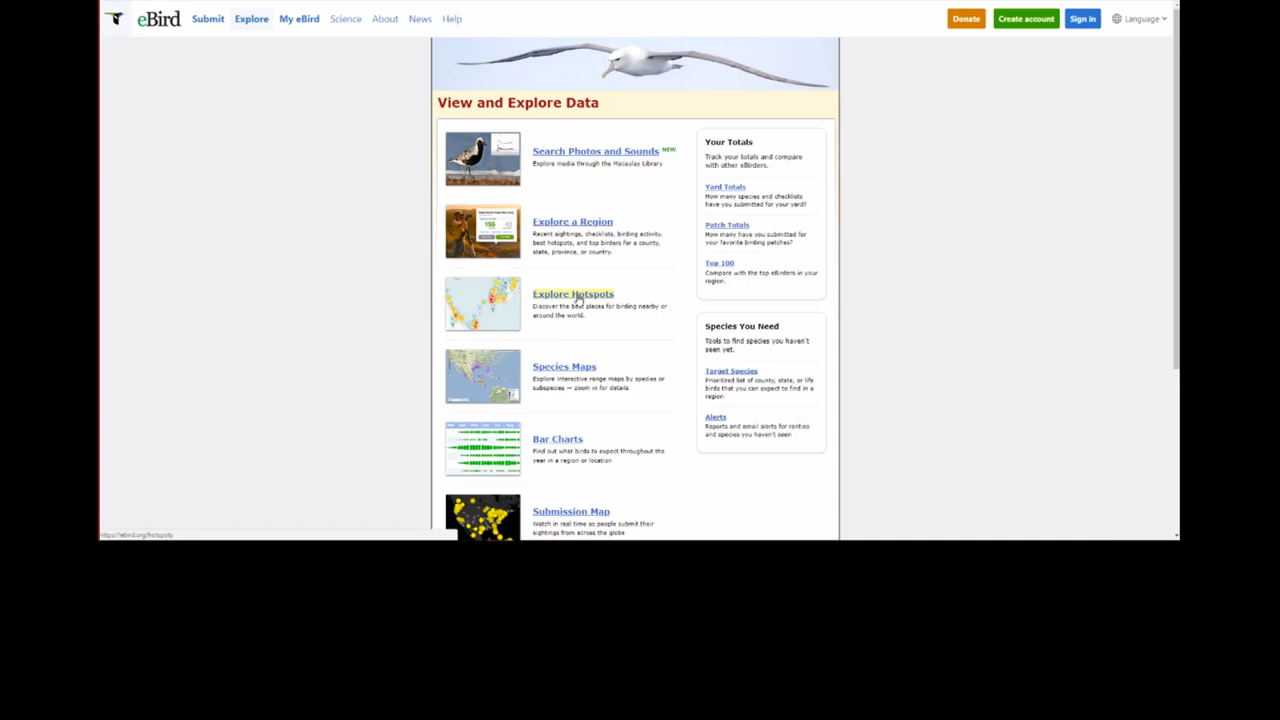 eBird Submit Explore My eBird Science About News Help Donate Create account Sign in Language
View and Explore Data
Search Photos and Sounds NEW
Explore media through the Macaulay Library
Explore a Region
Recent sightings, checklists, birding activity,
best hotspots, and top birders for a county,
state, province, or country.
Explore Hotspots
Discover the best places for birding nearby or
around the world.
Species Maps
Explore interactive range maps by species or
subspecies — zoom in for details
Bar Charts
Find out what birds to expect throughout the
year in a region or location
Submission Map
Watch in real time as people submit their
sightings from across the globe
Your Totals
Track your totals and compare
with other eBirders.
Yard Totals
How many species and checklists
have you submitted for your yard?
Patch Totals
How many have you submitted for
your favorite birding patches?
Top 100
Compare with the top eBirders in your
region.
Species You Need
Tools to find species you haven't
seen yet.
Target Species
Prioritized list of county, state, or life
birds that you can expect to find in a
region
Alerts
Reports and email alerts for rarities
and species you haven't seen
https://ebird.org/hotspots